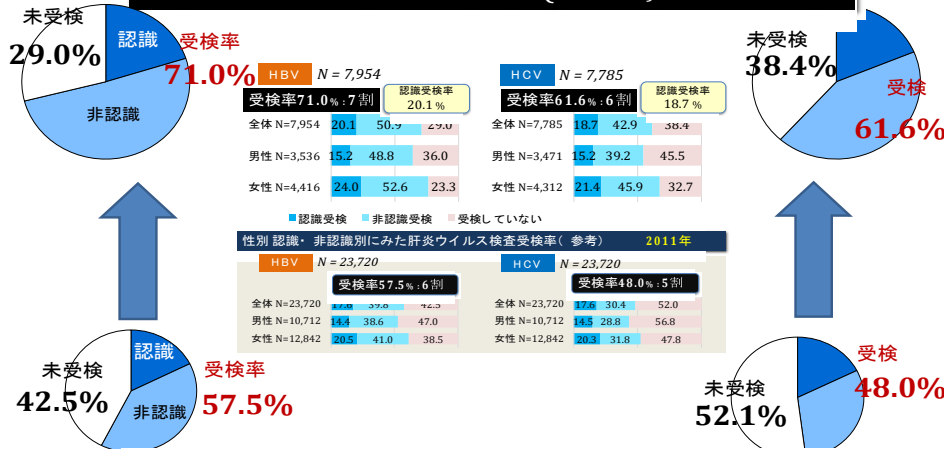 未受検
29.0%
認識
受検率
71.0%
非認識
HBV N = 7,954
受検率71.0%:7割
認識受検率
20.1 %
全体 N=7,954 20.1 50.9 29.0
男性 N=3,536 15.2 48.8 36.0
女性 N=4,416 24.0 52.6 23.3
HCV N = 7,785
受検率61.6%:6割
認識受検率
18.7 %
全体 N=7,785 18.7 42.9 38.4
男性 N=3,471 15.2 39.2 45.5
女性 N=4,312 21.4 45.9 32.7
認識受検 非認識受検 受検していない
未受検
38.4%
受検
61.6%
性別 認識・ 非認識別にみた肝炎ウイルス検査受検率( 参考) 2011年
HBV N = 23,720
受検率57.5%:6割
全体 N=23,720 17.6 39.8 42.5
男性 N=10,712 14.4 38.6 47.0
女性 N=12,842 20.5 41.0 38.5
HCV N = 23,720
受検率48.0%:5割
全体 N=23,720 17.6 30.4 52.0
男性 N=10,712 14.5 28.8 56.8
女性 N=12,842 20.3 31.8 47.8
未受検
42.5%
認識
非認識
受検率
57.5%
未受検
52.1%
受検
48.0%